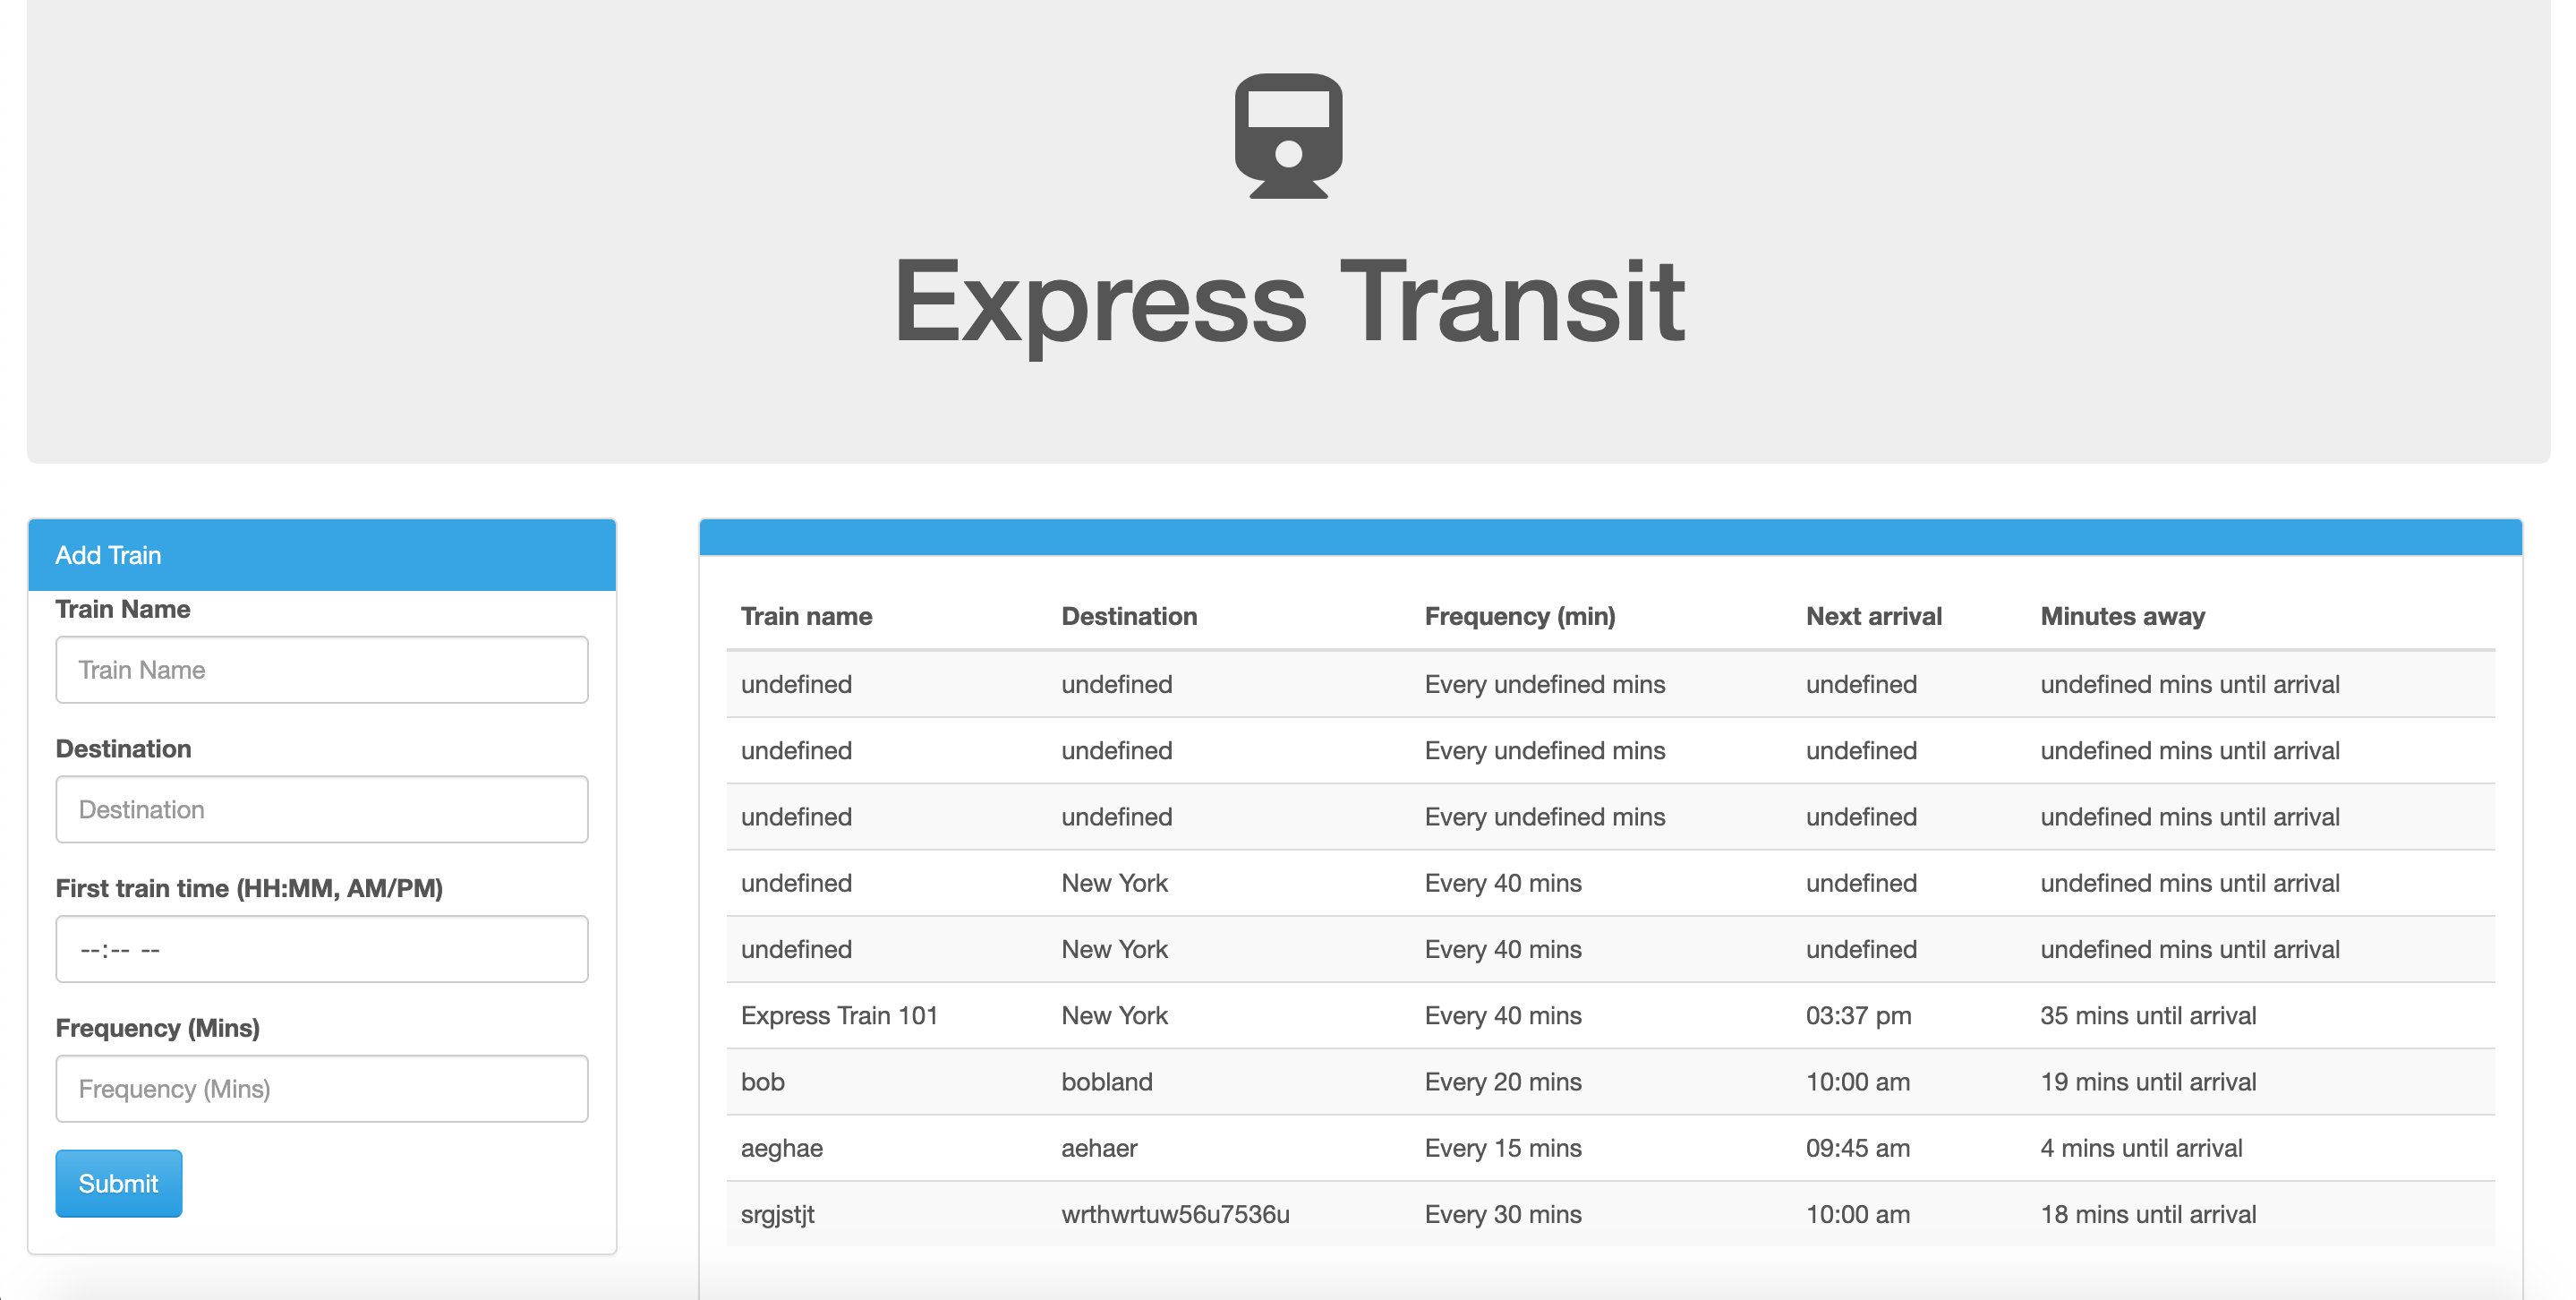 Express Transit
Add Train
Train Name
Train Name
Destination
Destination
First train time (HH:MM, AM/PM)
--:-- --
Frequency (Mins)
Frequency (Mins)
Submit
Train name Destination Frequency (min) Next arrival Minutes away
undefined undefined Every undefined mins undefined undefined mins until arrival
undefined undefined Every undefined mins undefined undefined mins until arrival
undefined undefined Every undefined mins undefined undefined mins until arrival
undefined New York Every 40 mins undefined undefined mins until arrival
undefined New York Every 40 mins undefined undefined mins until arrival
Express Train 101 New York Every 40 mins 03:37 pm 35 mins until arrival
bob bobland Every 20 mins 10:00 am 19 mins until arrival
aeghae aehaer Every 15 mins 09:45 am 4 mins until arrival
srgjstjt wrthwrtuw56u7536u Every 30 mins 10:00 am 18 mins until arrival